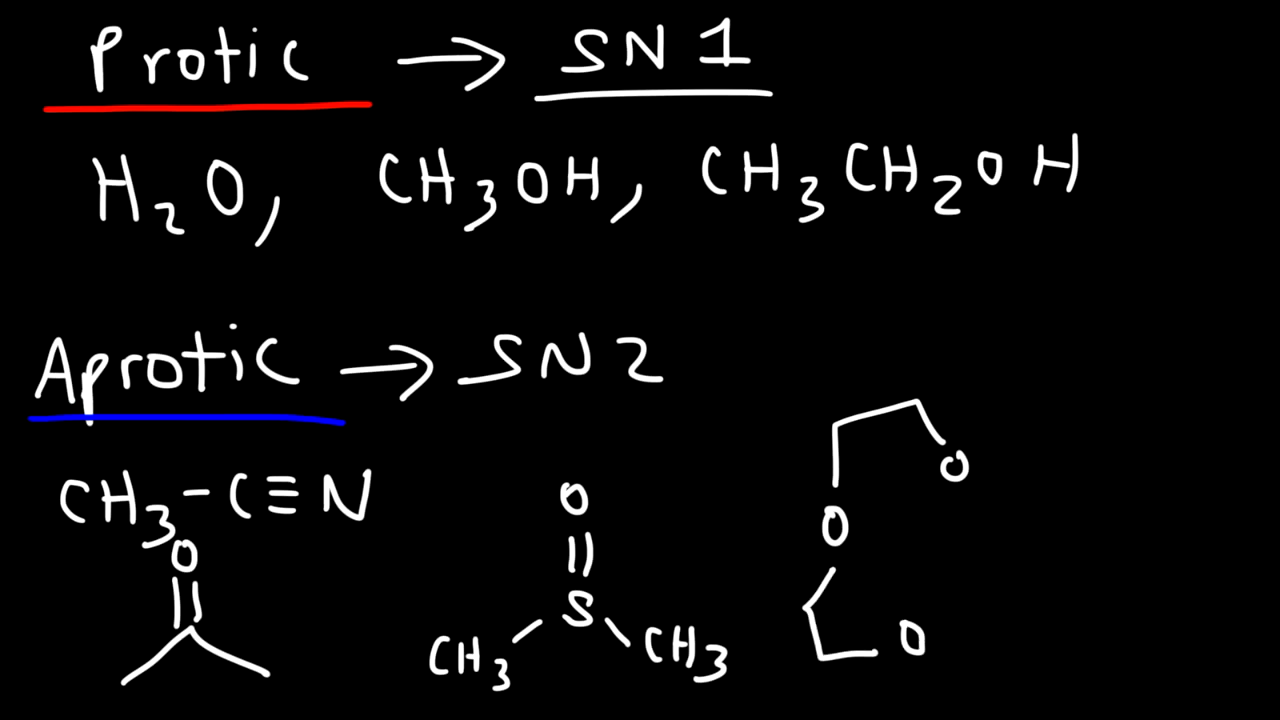 Protic → SN1
H₂O, CH₃OH, CH₃CH₂OH
Aprotic → SN2
CH₃-C≡N
O
O
S
CH₃ CH₃
O
O
O